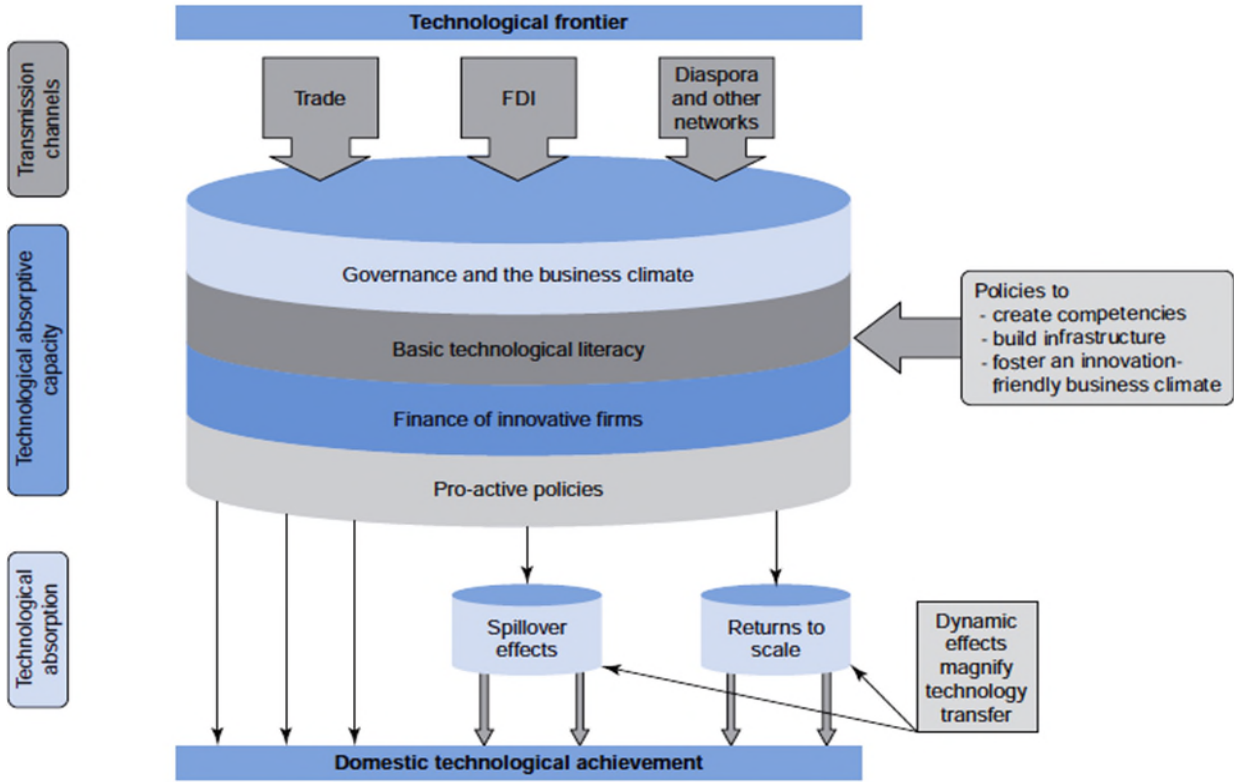 Technological frontier
Transmission
channels
Trade
FDI
Diaspora
and other
networks
Technological absorptive
capacity
Governance and the business climate
Basic technological literacy
Finance of innovative firms
Pro-active policies
Policies to
- create competencies
- build infrastructure
- foster an innovation-
friendly business climate
Technological
absorption
Spillover
effects
Returns to
scale
Dynamic
effects
magnify
technology
transfer
Domestic technological achievement